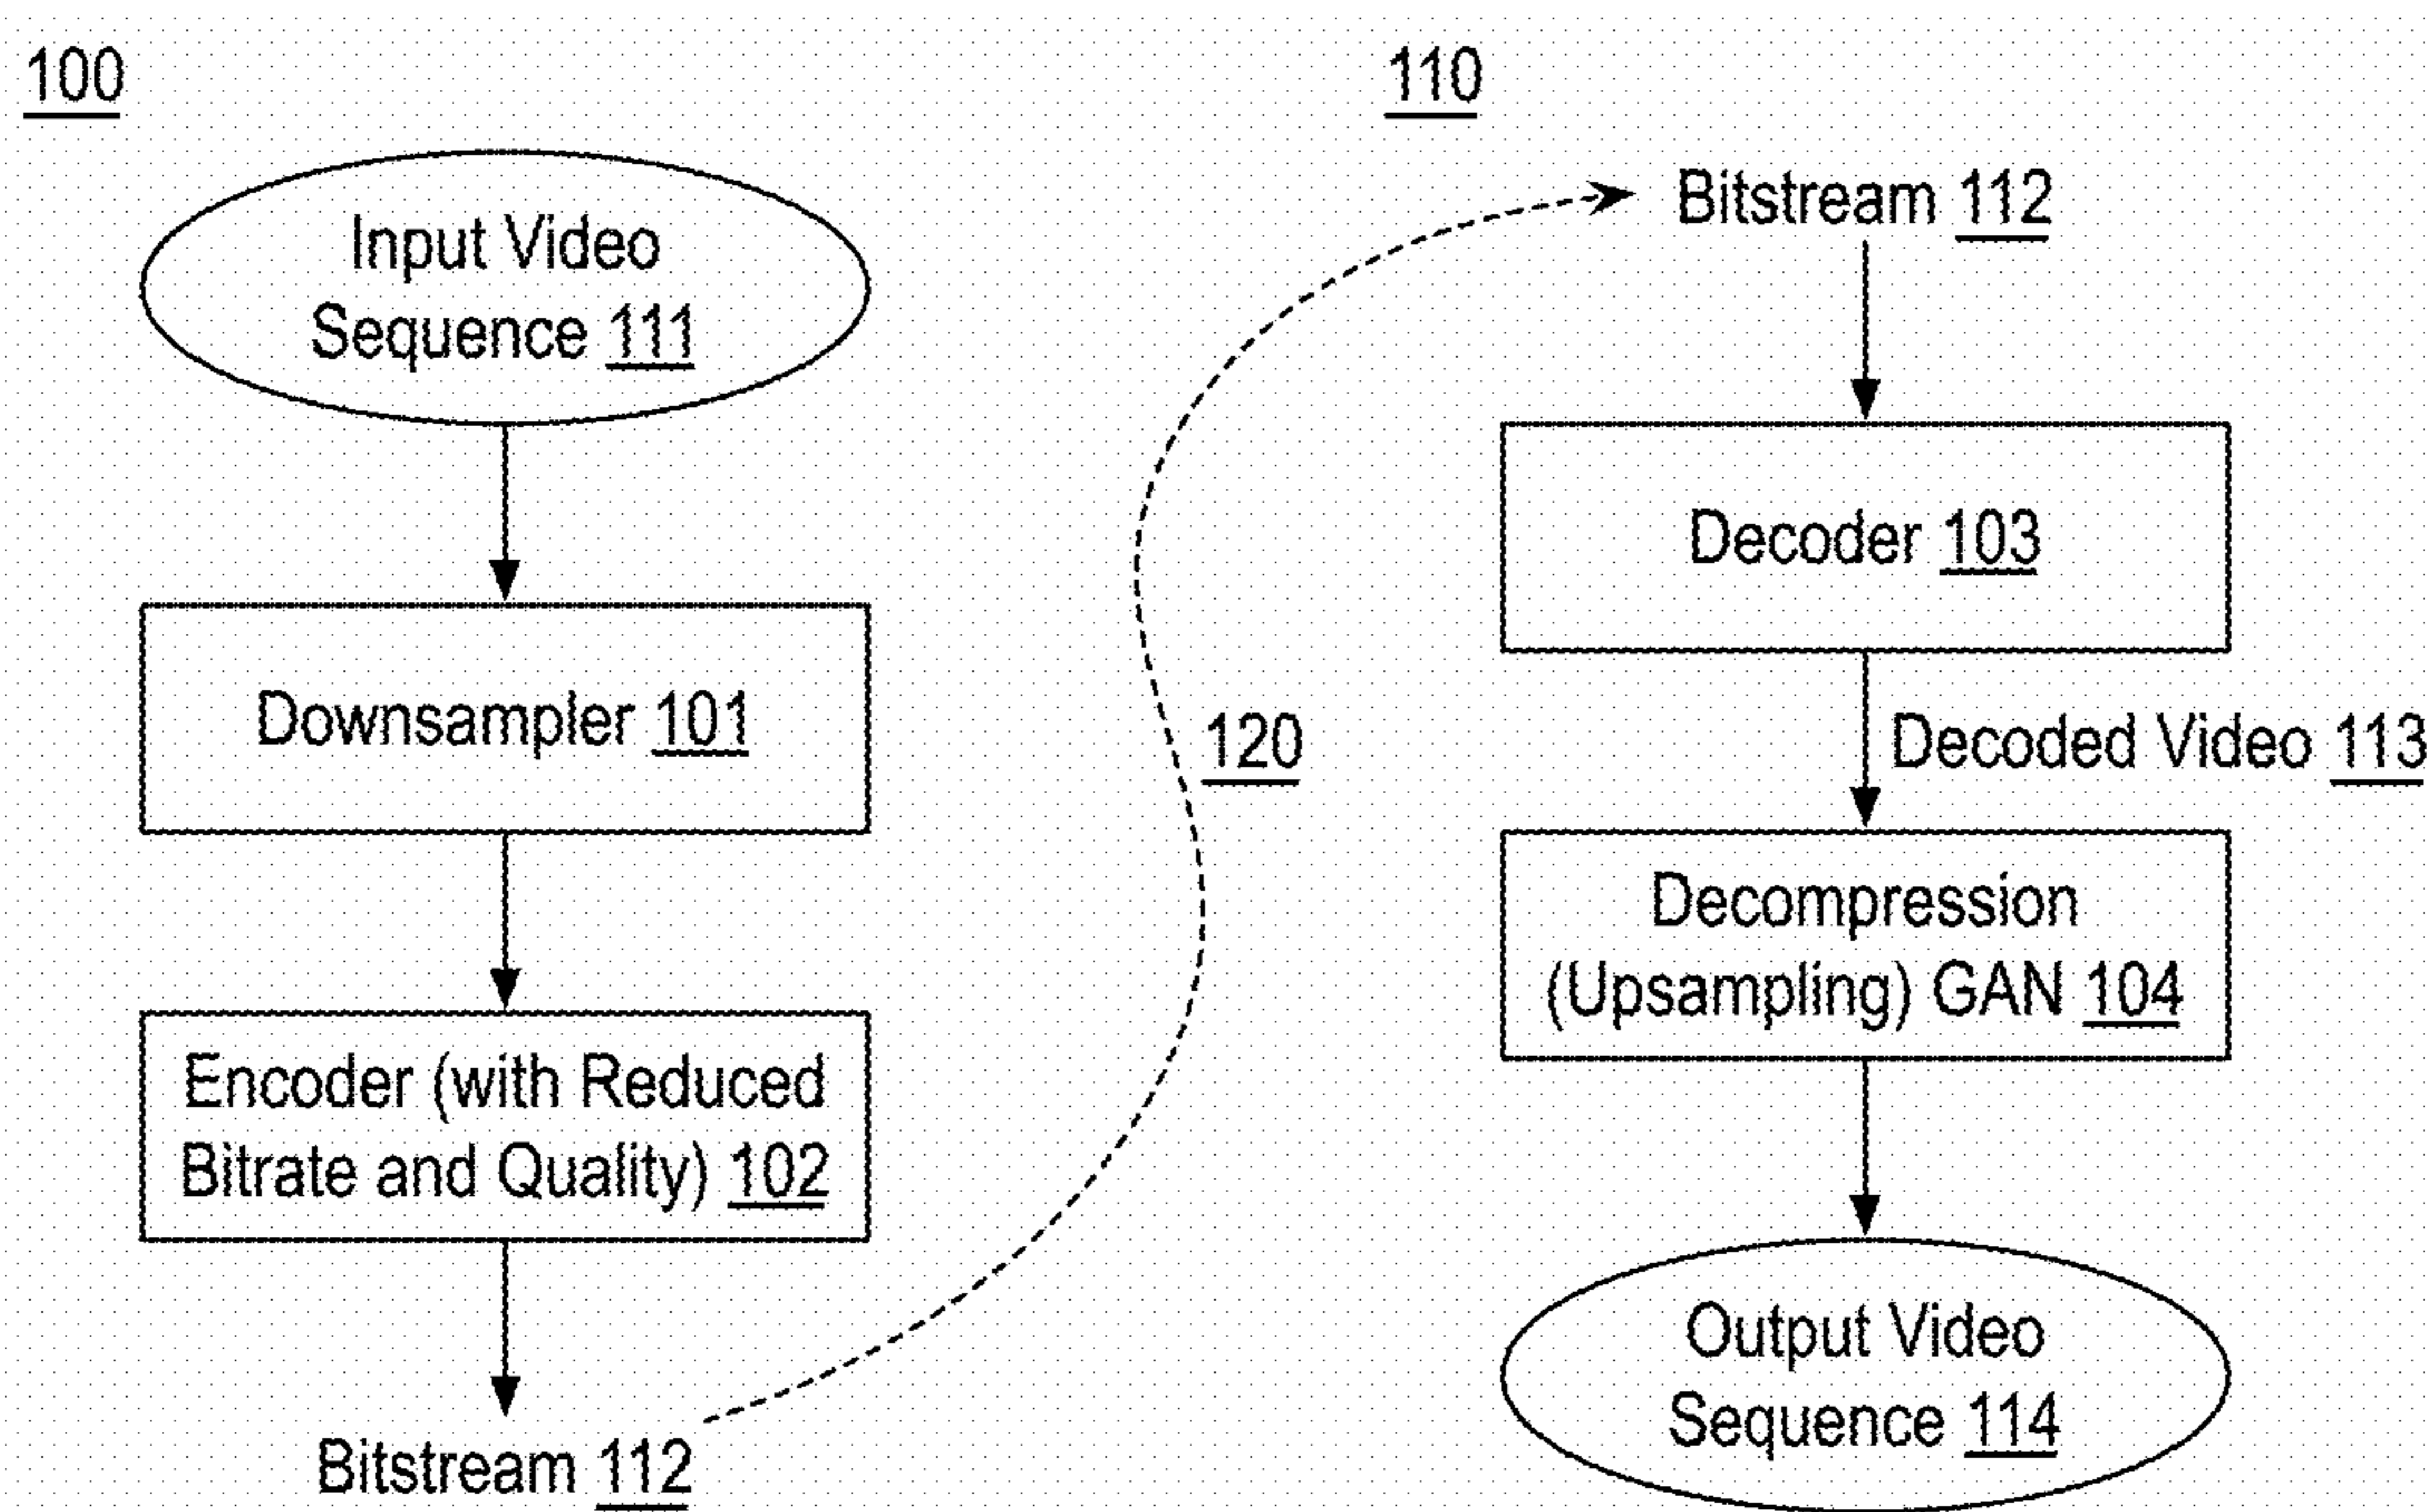 100
Input Video
Sequence 111
Downsampler 101
Encoder (with Reduced
Bitrate and Quality) 102
Bitstream 112
120
110
Bitstream 112
Decoder 103
Decoded Video 113
Decompression
(Upsampling) GAN 104
Output Video
Sequence 114